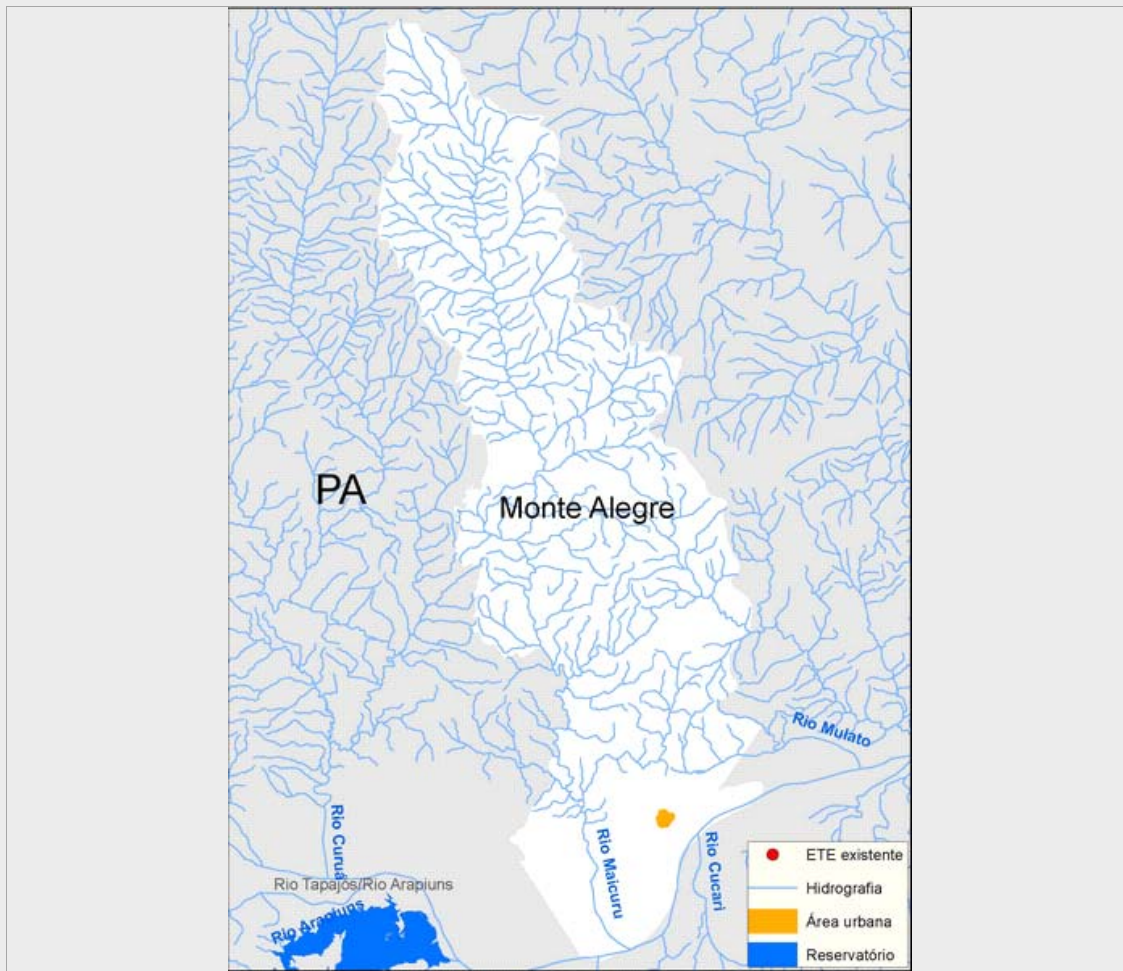 PA
Monte Alegre
Rio Mulato
Rio Curuá
Rio Maicuru
Rio Cucari
Rio Tapajós/Rio Arapiuns
Rio Arapiuns
ETE existente
Hidrografia
Área urbana
Reservatório